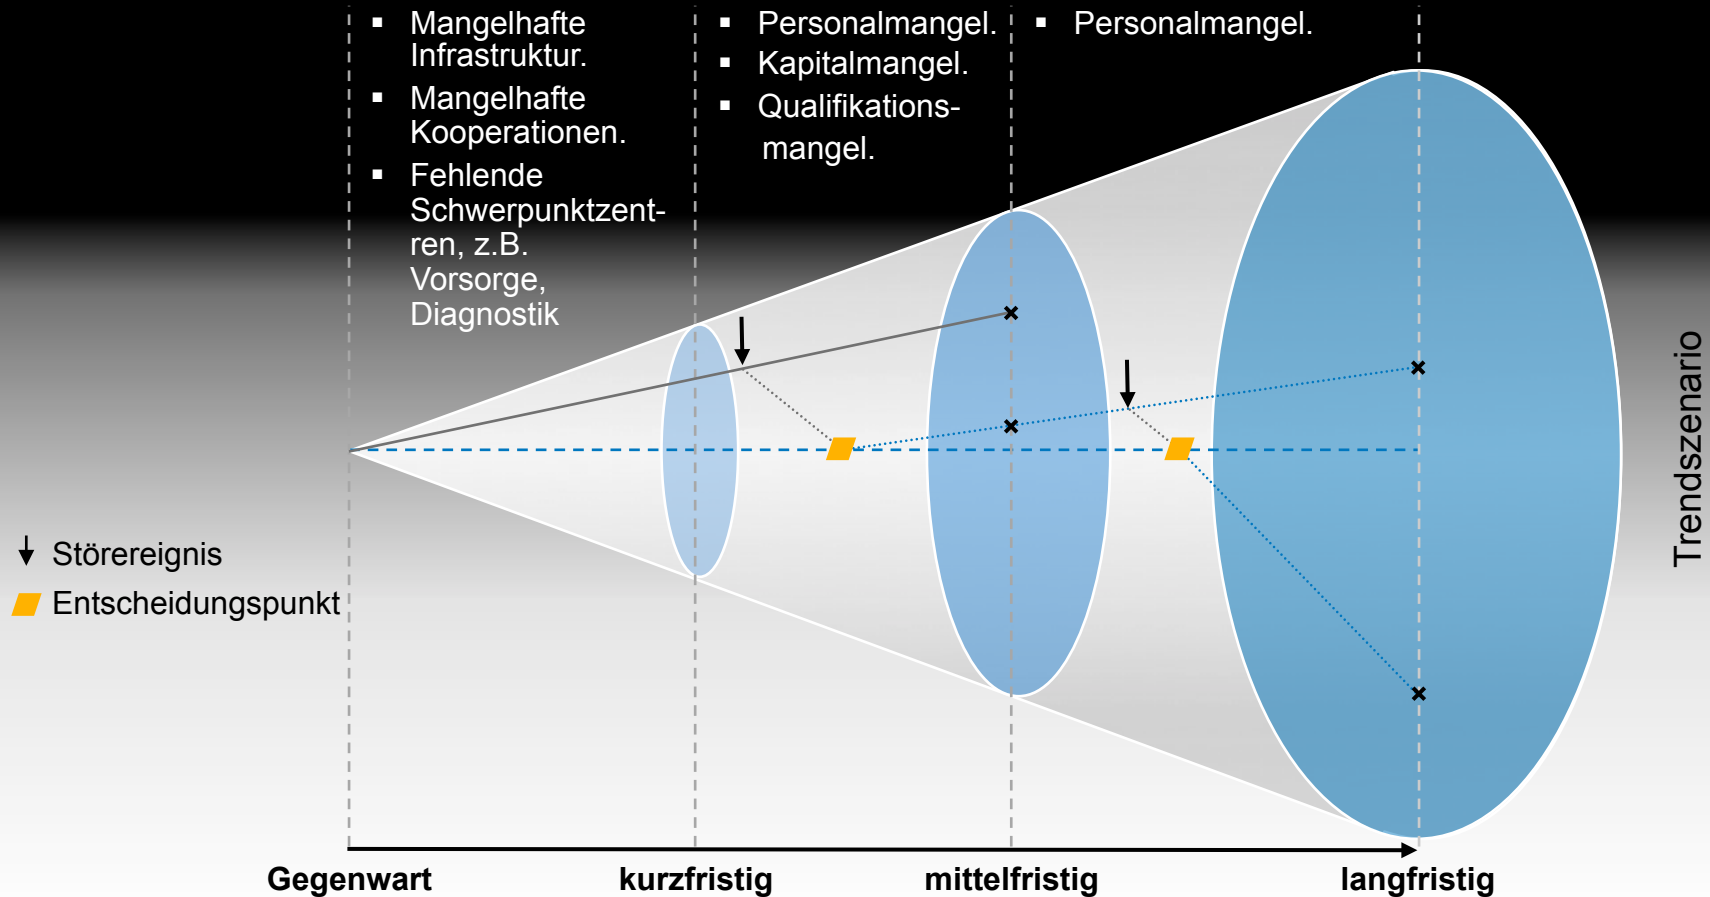 Mangelhafte
Infrastruktur.
Mangelhafte
Kooperationen.
Fehlende
Schwerpunktzent-
ren, z.B.
Vorsorge,
Diagnostik
Personalmangel.
Kapitalmangel.
Qualifikations-
mangel.
Personalmangel.
Trendszenario
Störereignis
Entscheidungspunkt
Gegenwart
kurzfristig
mittelfristig
langfristig